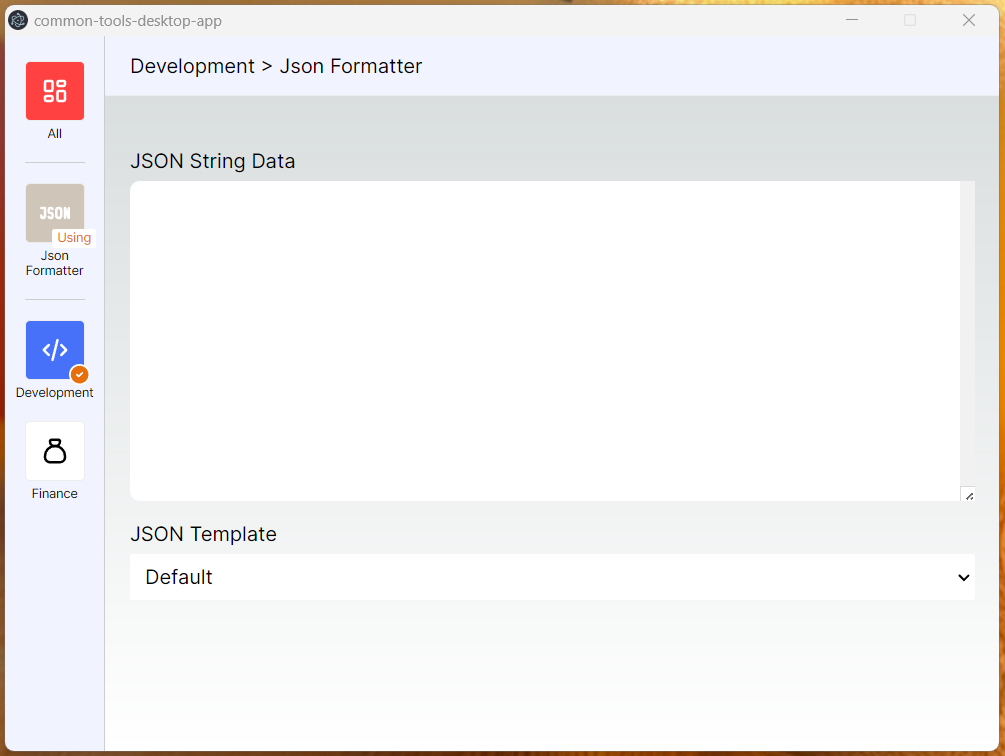 common-tools-desktop-app
All
JSON
Using
Json
Formatter
Development
Finance
Development > Json Formatter
JSON String Data
JSON Template
Default